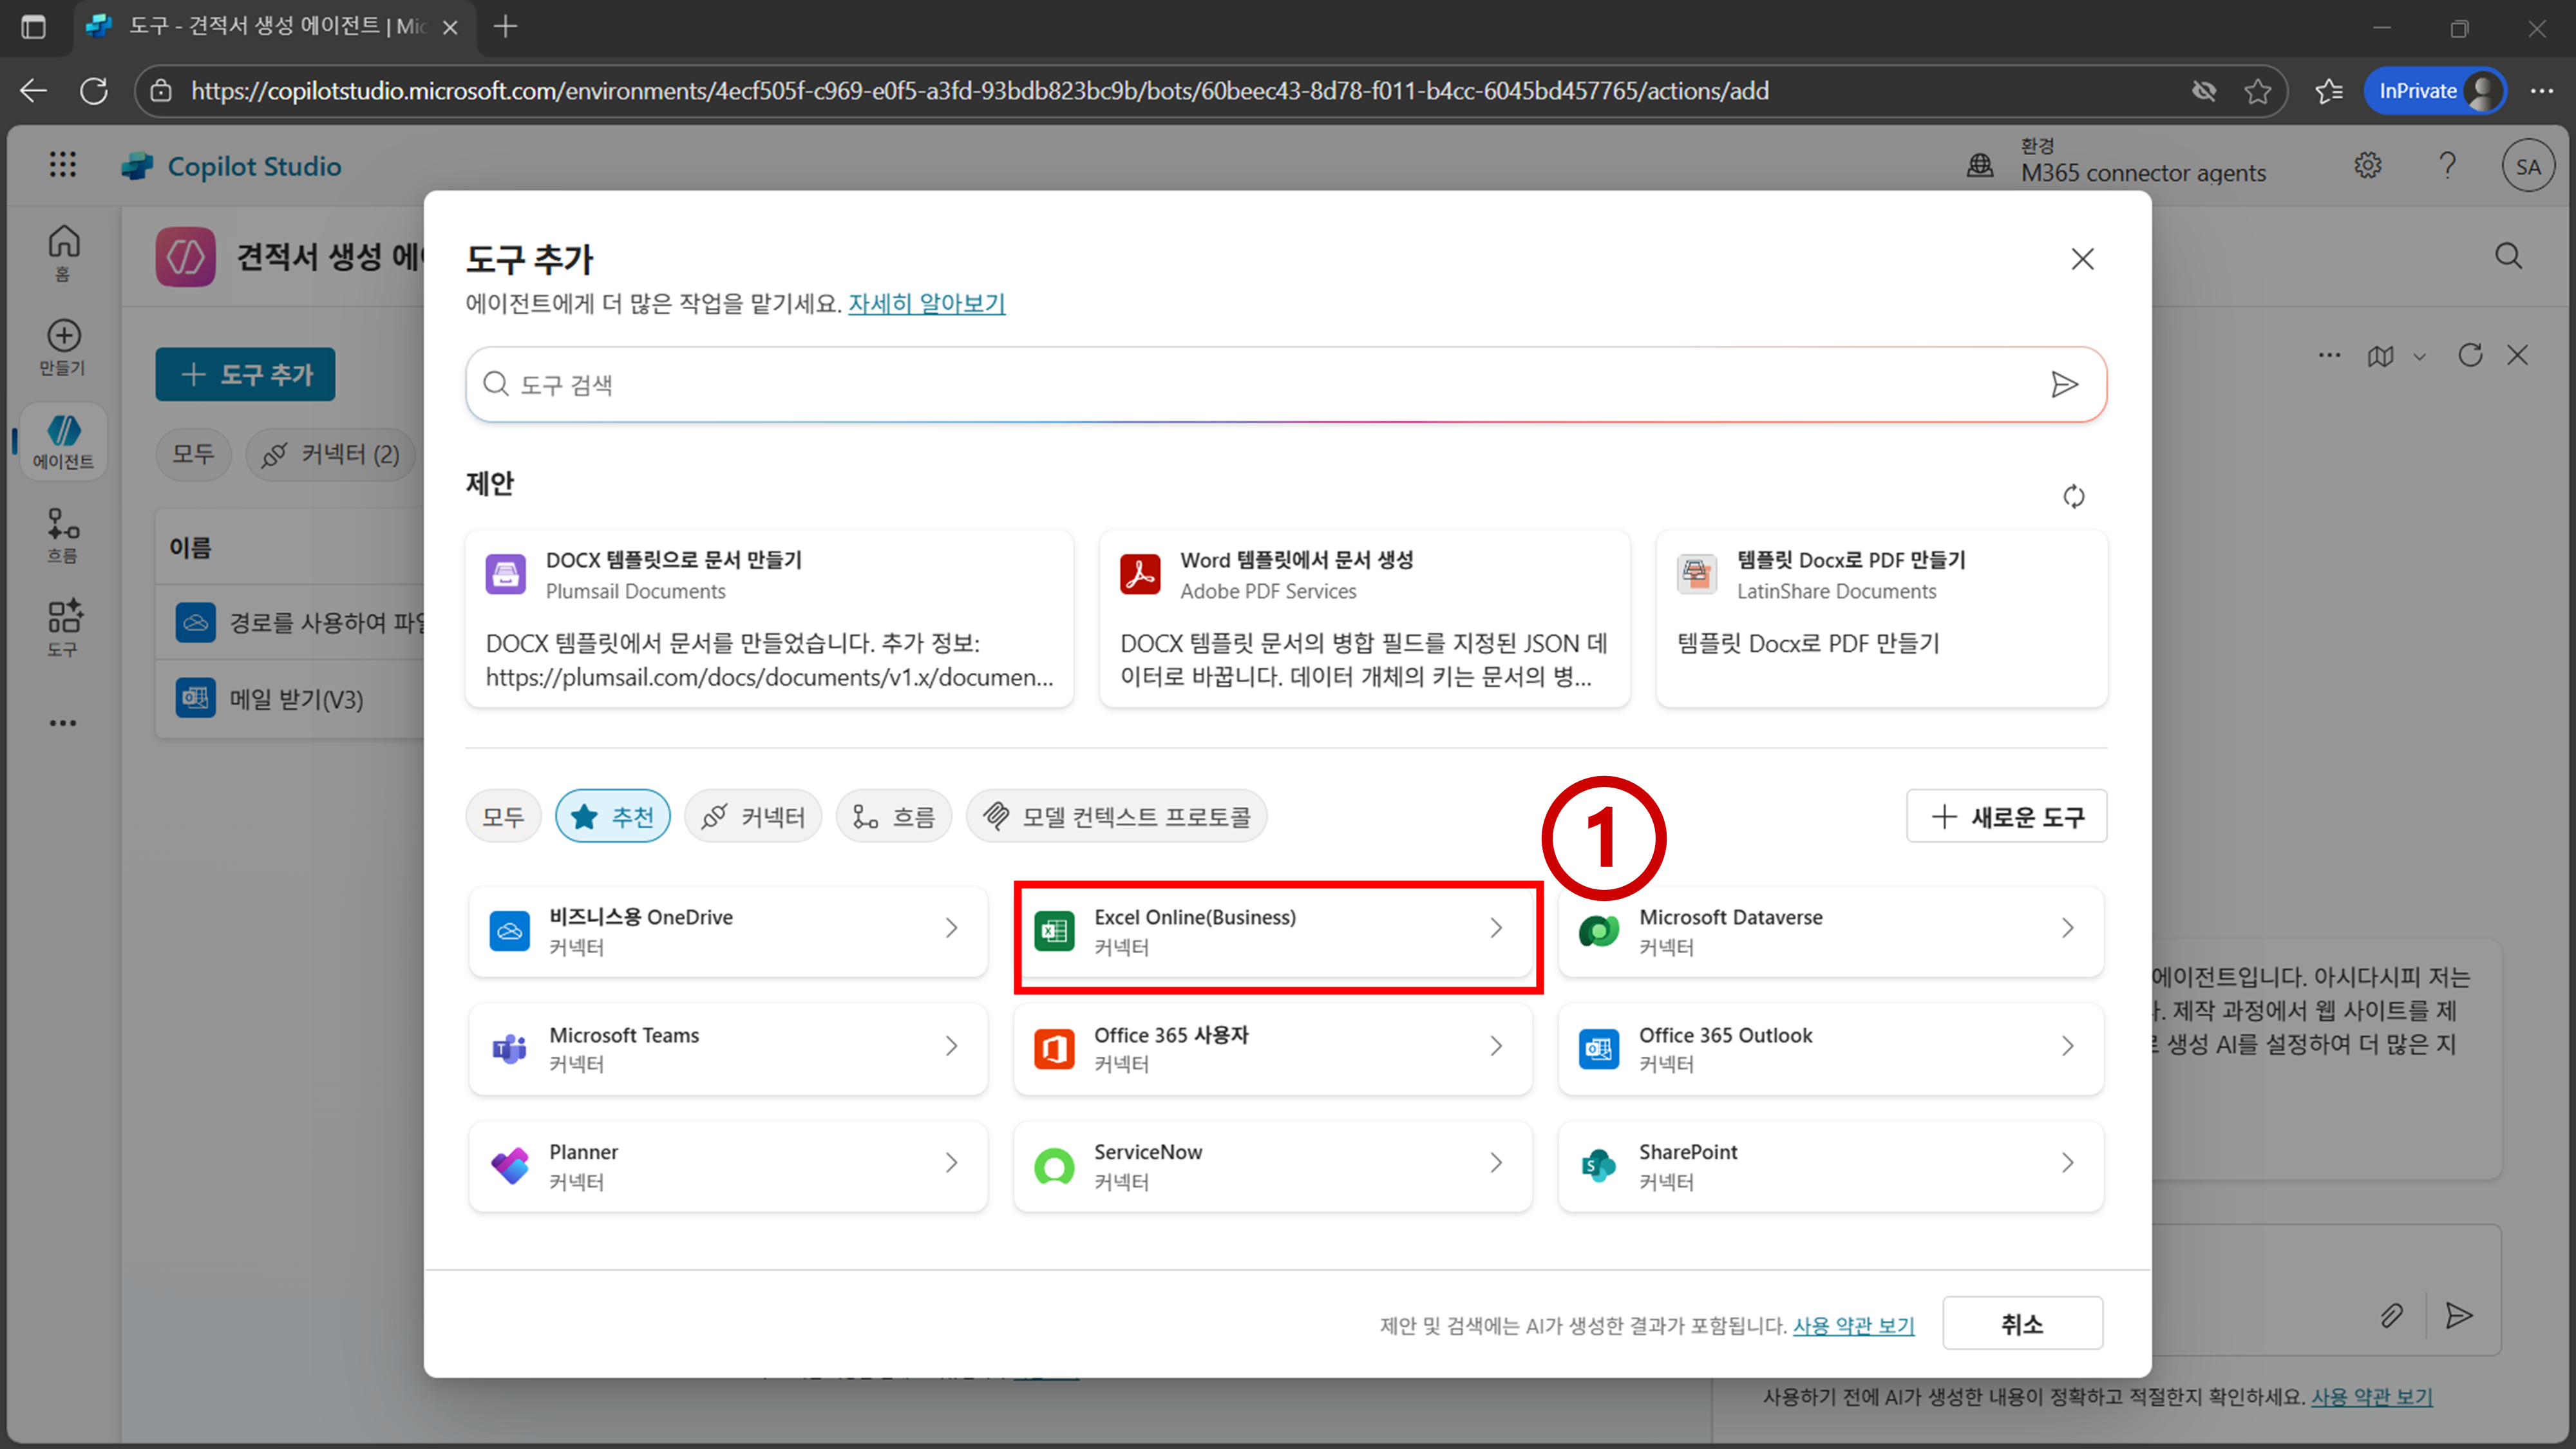 도구 - 견적서 생성 에이전트 | Mic
https://copilotstudio.microsoft.com/environments/4ecf505f-c969-e0f5-a3fd-93bdb823bc9b/bots/60beec43-8d78-f011-b4cc-6045bd457765/actions/add
InPrivate
Copilot Studio
환경
M365 connector agents
SA
홈
만들기
에이전트
흐름
도구
견적서 생성 에
도구 추가
모두
커넥터 (2)
이름
경로를 사용하여 파일
메일 받기(V3)
도구 추가
에이전트에게 더 많은 작업을 맡기세요. 자세히 알아보기
도구 검색
제안
DOCX 템플릿으로 문서 만들기
Plumsail Documents
DOCX 템플릿에서 문서를 만들었습니다. 추가 정보:
https://plumsail.com/docs/documents/v1.x/documen...
Word 템플릿에서 문서 생성
Adobe PDF Services
DOCX 템플릿 문서의 병합 필드를 지정된 JSON 데
이터로 바꿉니다. 데이터 개체의 키는 문서의 병...
템플릿 Docx로 PDF 만들기
LatinShare Documents
템플릿 Docx로 PDF 만들기
모두
추천
커넥터
흐름
모델 컨텍스트 프로토콜
1
새로운 도구
비즈니스용 OneDrive
커넥터
Excel Online(Business)
커넥터
Microsoft Dataverse
커넥터
Microsoft Teams
커넥터
Office 365 사용자
커넥터
Office 365 Outlook
커넥터
Planner
커넥터
ServiceNow
커넥터
SharePoint
커넥터
제안 및 검색에는 AI가 생성한 결과가 포함됩니다. 사용 약관 보기
취소
에이전트입니다. 아시다시피 저는
. 제작 과정에서 웹 사이트를 제
생성 AI를 설정하여 더 많은 지
사용하기 전에 AI가 생성한 내용이 정확하고 적절한지 확인하세요. 사용 약관 보기